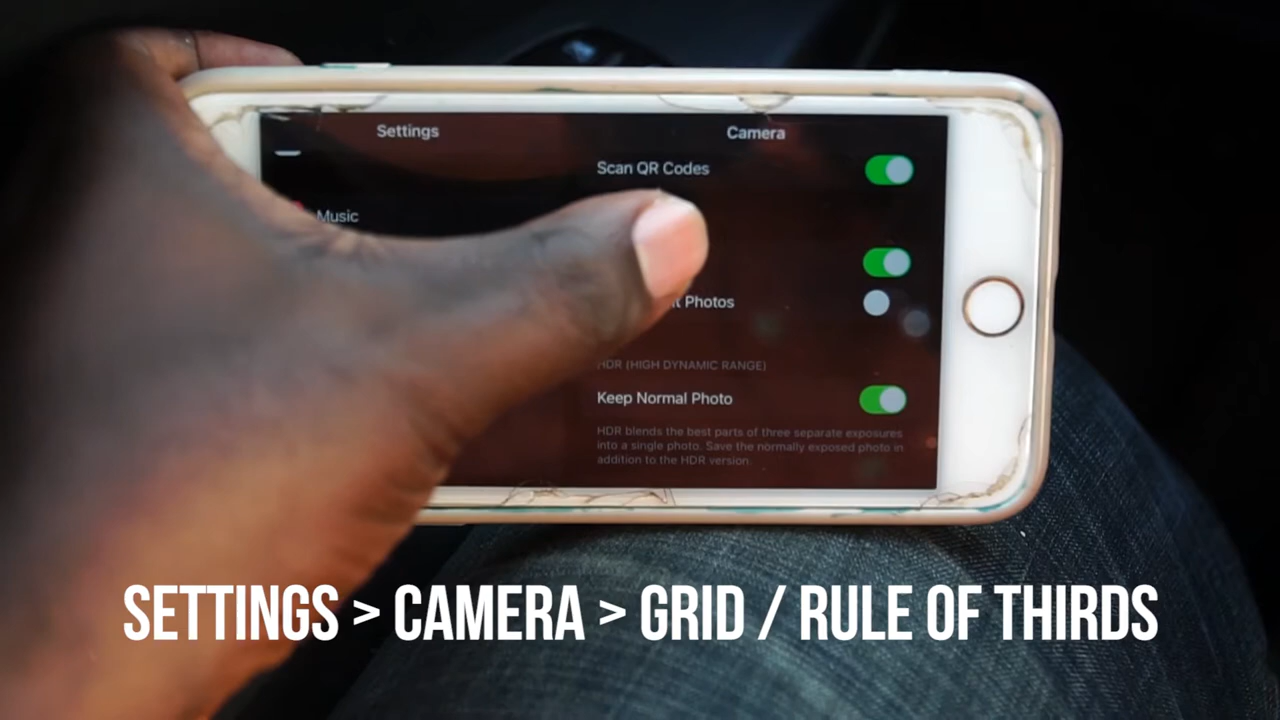 Settings
Camera
Scan QR Codes
Music
Photos
HDR (HIGH DYNAMIC RANGE)
Keep Normal Photo
HDR blends the best parts of three separate exposures
into a single photo. Save the normally exposed photo in
addition to the HDR version.
SETTINGS > CAMERA > GRID / RULE OF THIRDS